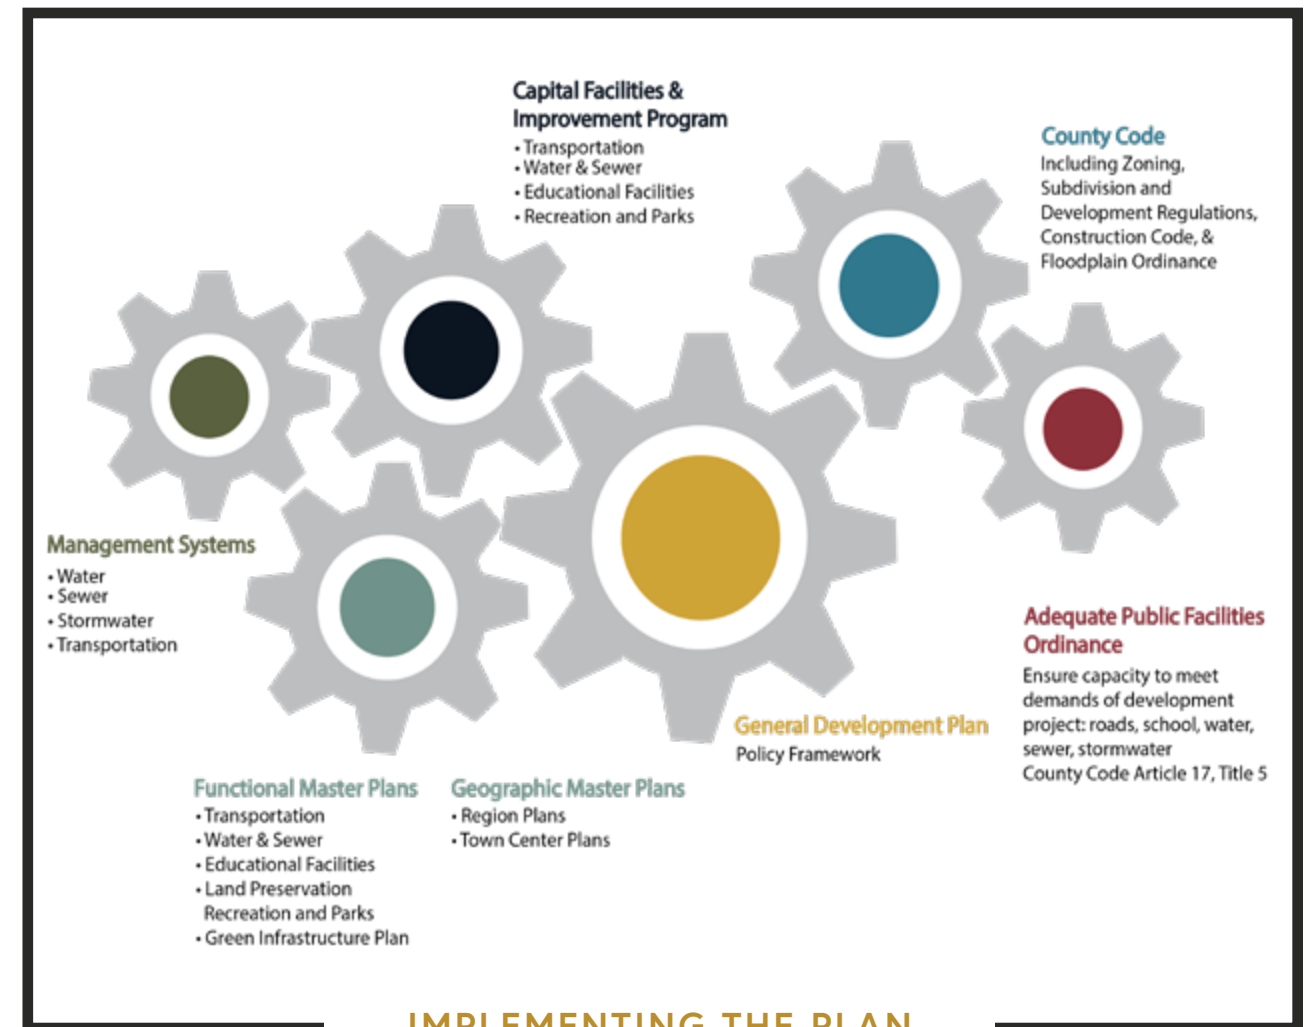 Capital Facilities &
Improvement Program
• Transportation
• Water & Sewer
• Educational Facilities
• Recreation and Parks
County Code
Including Zoning,
Subdivision and
Development Regulations,
Construction Code, &
Floodplain Ordinance
Management Systems
• Water
• Sewer
• Stormwater
• Transportation
Adequate Public Facilities
Ordinance
Ensure capacity to meet
demands of development
project: roads, school, water,
sewer, stormwater
County Code Article 17, Title 5
General Development Plan
Policy Framework
Functional Master Plans
• Transportation
• Water & Sewer
• Educational Facilities
• Land Preservation
Recreation and Parks
• Green Infrastructure Plan
Geographic Master Plans
• Region Plans
• Town Center Plans
IMPLEMENTING THE PLAN